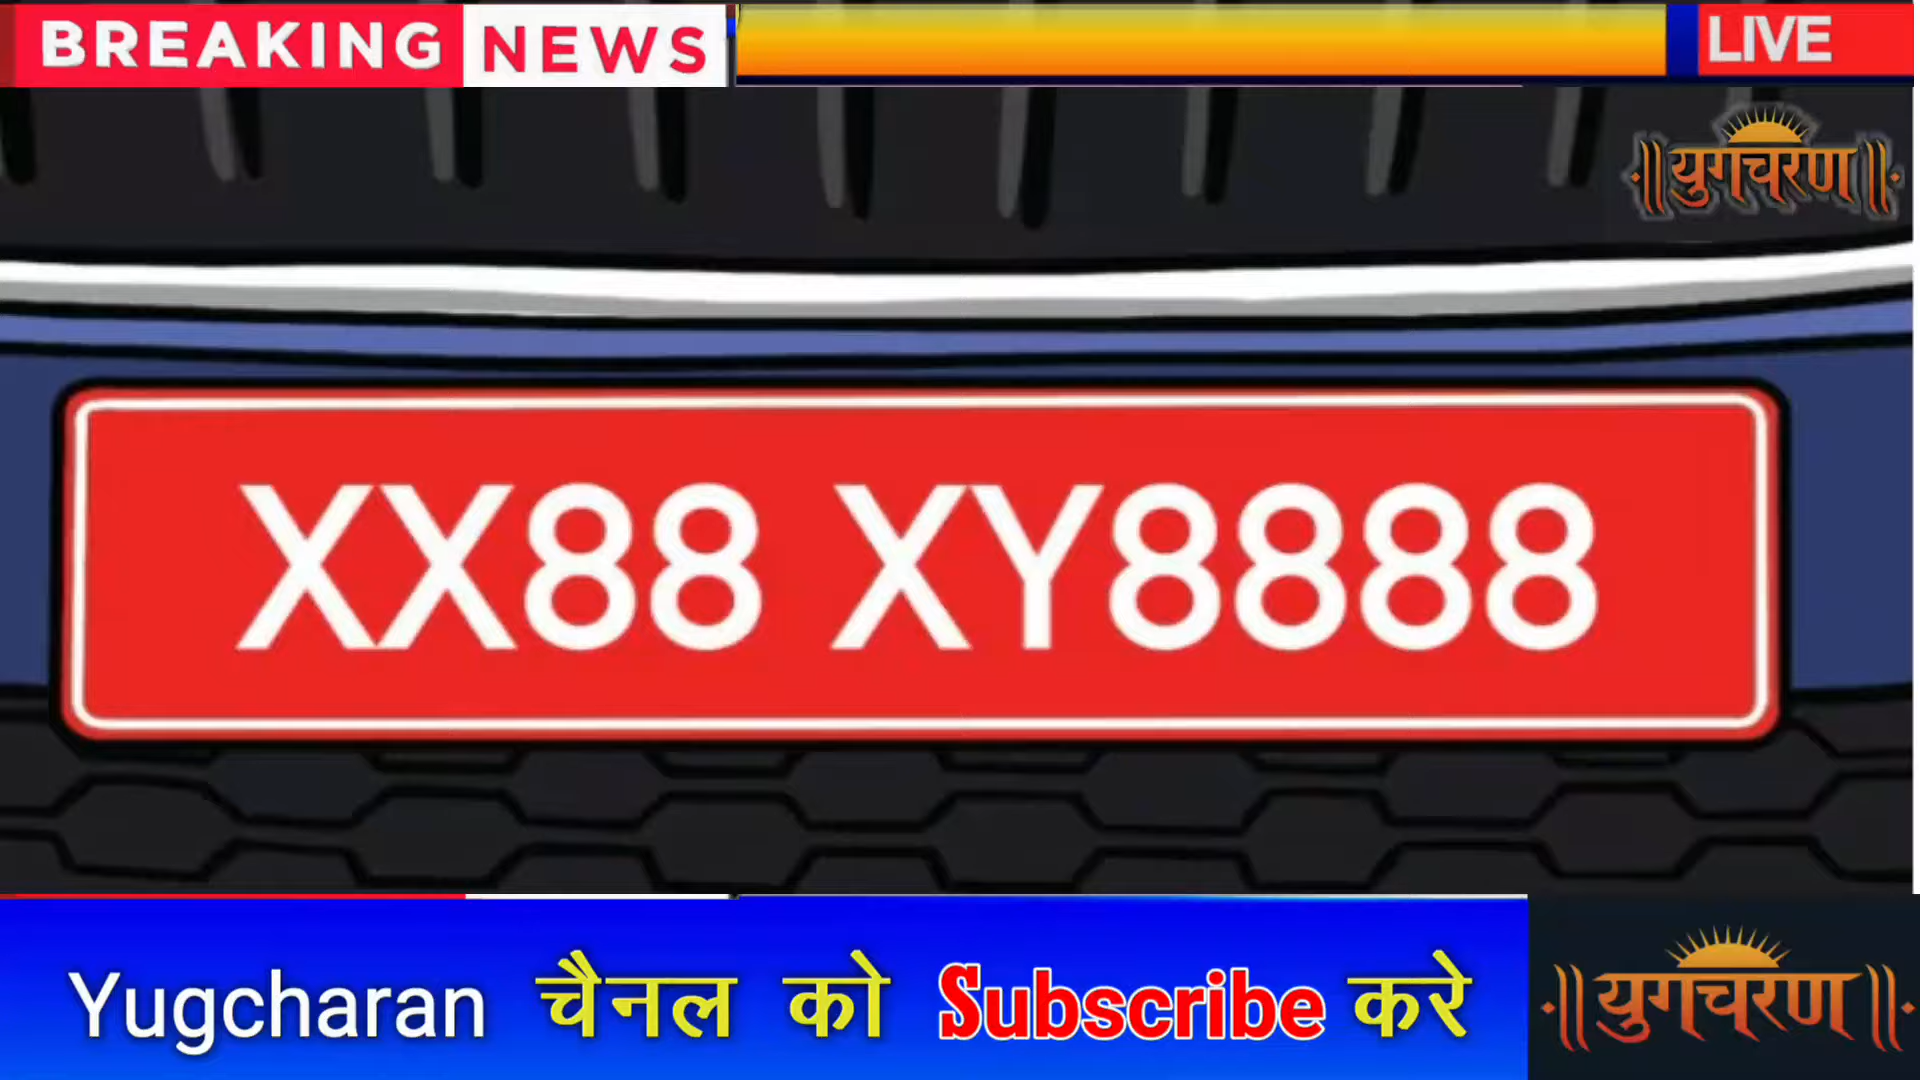 BREAKING NEWS
LIVE
॥युगचरण॥
XX88 XY8888
Yugcharan चैनल को Subscribe करे
॥युगचरण॥